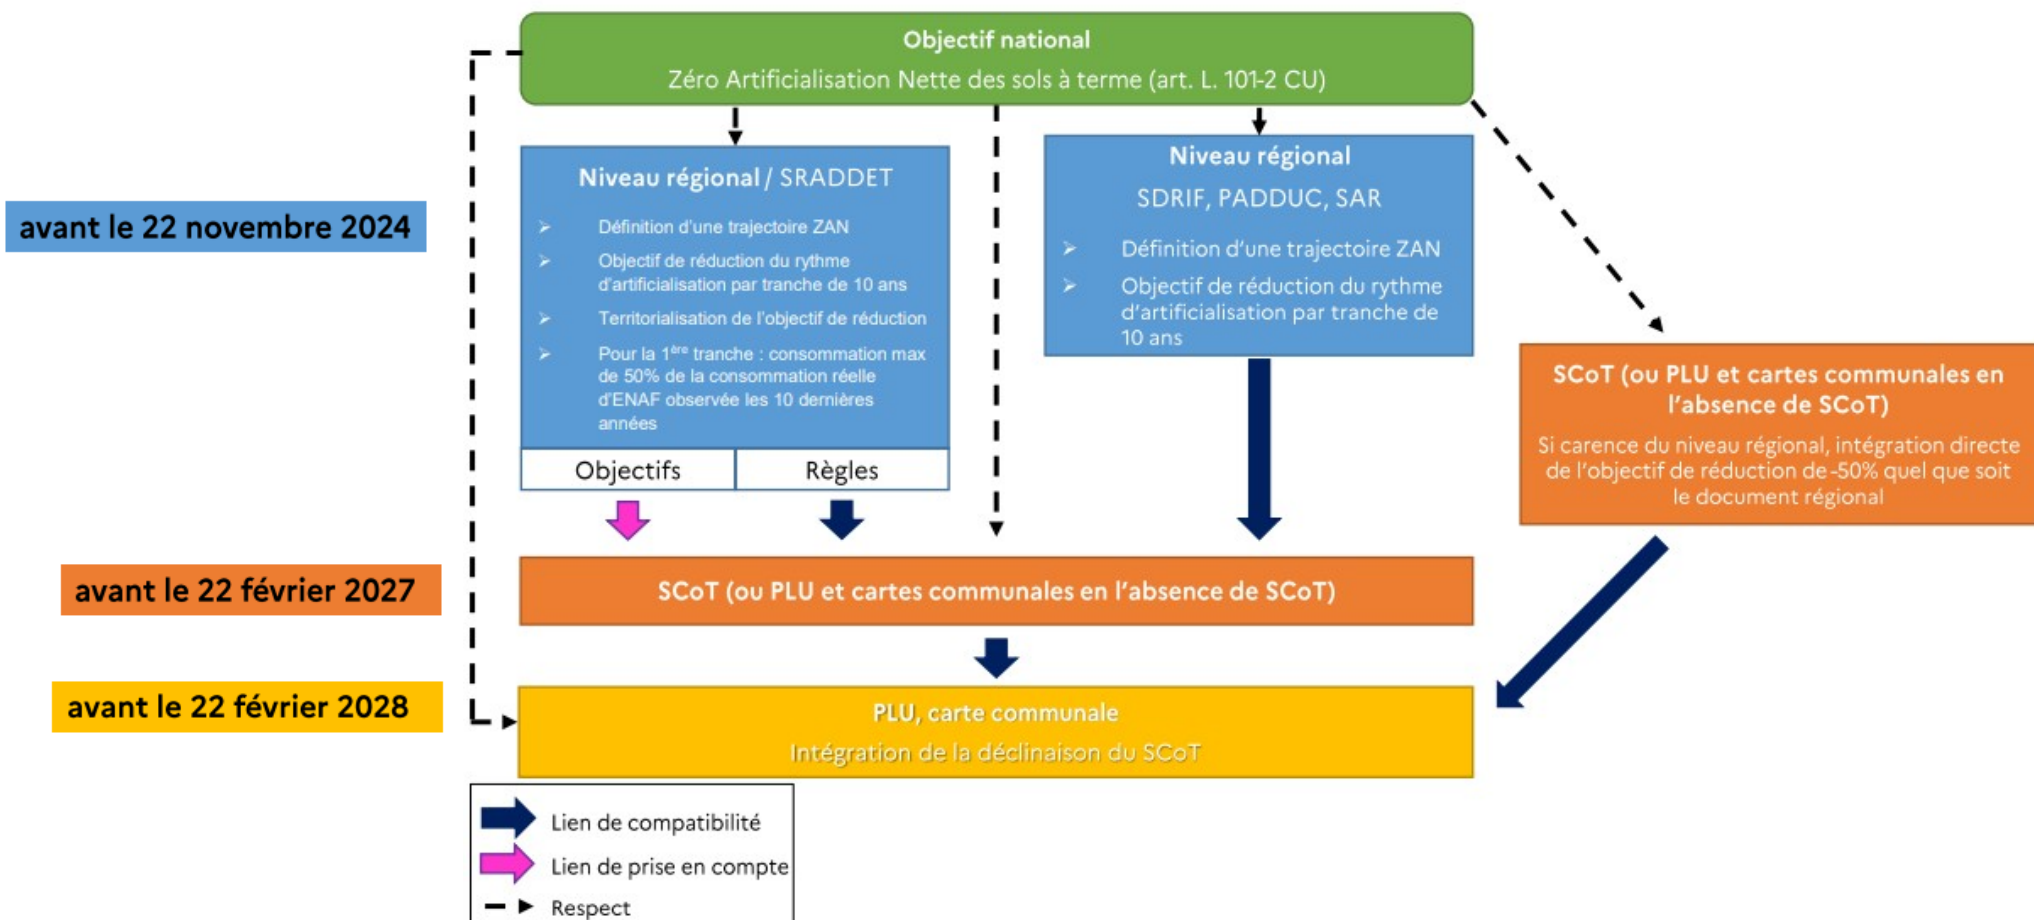 Objectif national
Zéro Artificialisation Nette des sols à terme (art. L. 101-2 CU)
avant le 22 novembre 2024
Niveau régional / SRADDET
➢ Définition d'une trajectoire ZAN
➢ Objectif de réduction du rythme
d'artificialisation par tranche de 10 ans
➢ Territorialisation de l'objectif de réduction
➢ Pour la 1ère tranche : consommation max
de 50% de la consommation réelle
d'ENAF observée les 10 dernières
années
Objectifs
Règles
Niveau régional
SDRIF, PADDUC, SAR
➢ Définition d'une trajectoire ZAN
➢ Objectif de réduction du rythme
d'artificialisation par tranche de
10 ans
SCoT (ou PLU et cartes communales en
l'absence de SCoT)
Si carence du niveau régional, intégration directe
de l'objectif de réduction de -50% quel que soit
le document régional
avant le 22 février 2027
SCoT (ou PLU et cartes communales en l'absence de SCoT)
avant le 22 février 2028
PLU, carte communale
Intégration de la déclinaison du SCoT
Lien de compatibilité
Lien de prise en compte
Respect